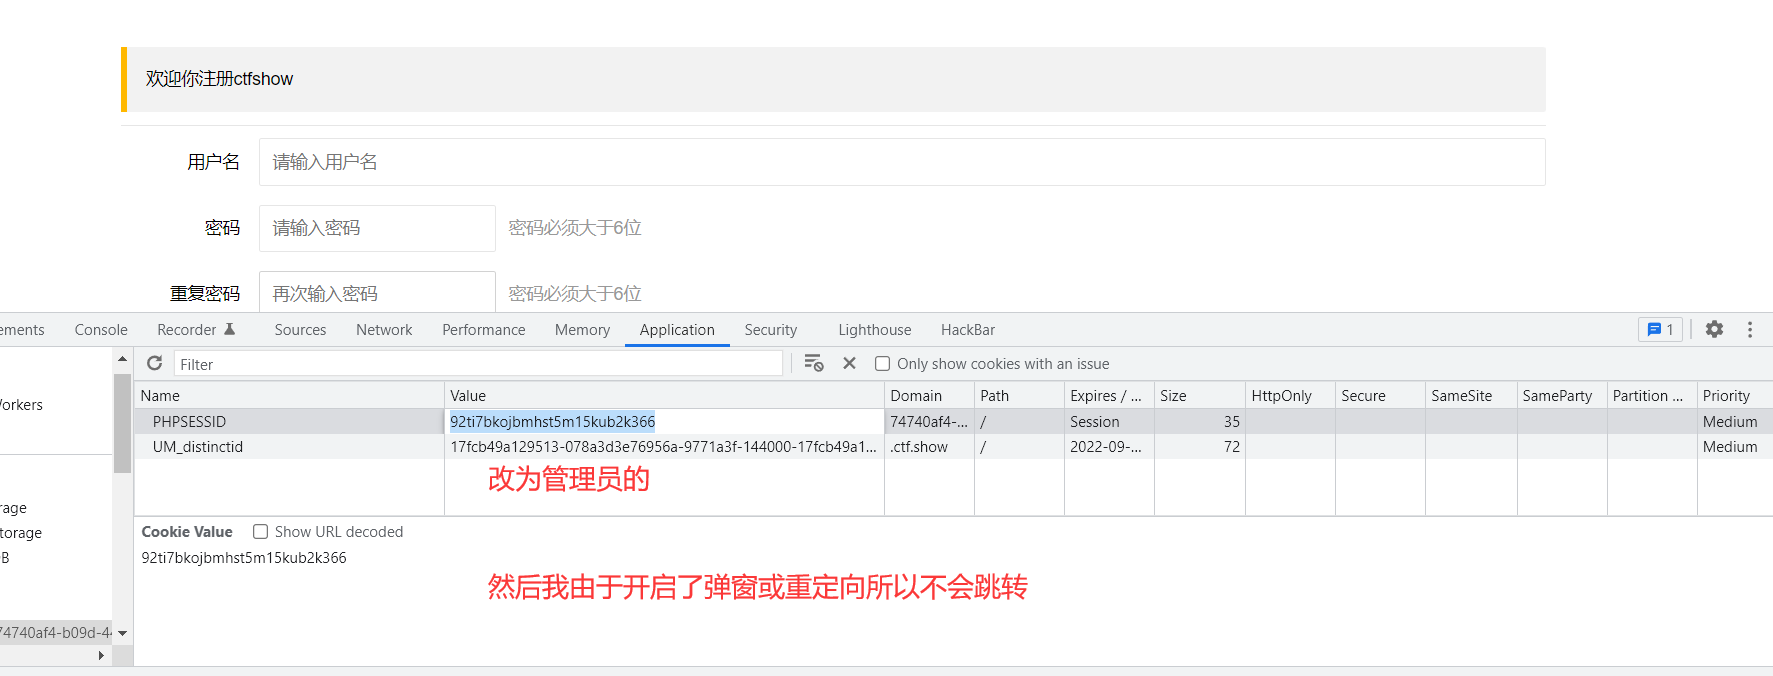 欢迎你注册ctfshow
用户名 请输入用户名
密码 请输入密码 密码必须大于6位
重复密码 再次输入密码 密码必须大于6位
ements Console Recorder Sources Network Performance Memory Application Security Lighthouse HackBar 1
Filter Only show cookies with an issue
Name Value Domain Path Expires / ... Size HttpOnly Secure SameSite SameParty Partition ... Priority
orkers
PHPSESSID 92ti7bkojbmhst5m15kub2k366 74740af4-... / Session 35 Medium
UM_distinctid 17fcb49a129513-078a3d3e76956a-9771a3f-144000-17fcb49a1... .ctf.show / 2022-09-... 72 Medium
改为管理员的
rage
torage
B
Cookie Value Show URL decoded
92ti7bkojbmhst5m15kub2k366
然后我由于开启了弹窗或重定向所以不会跳转
74740af4-b09d-44